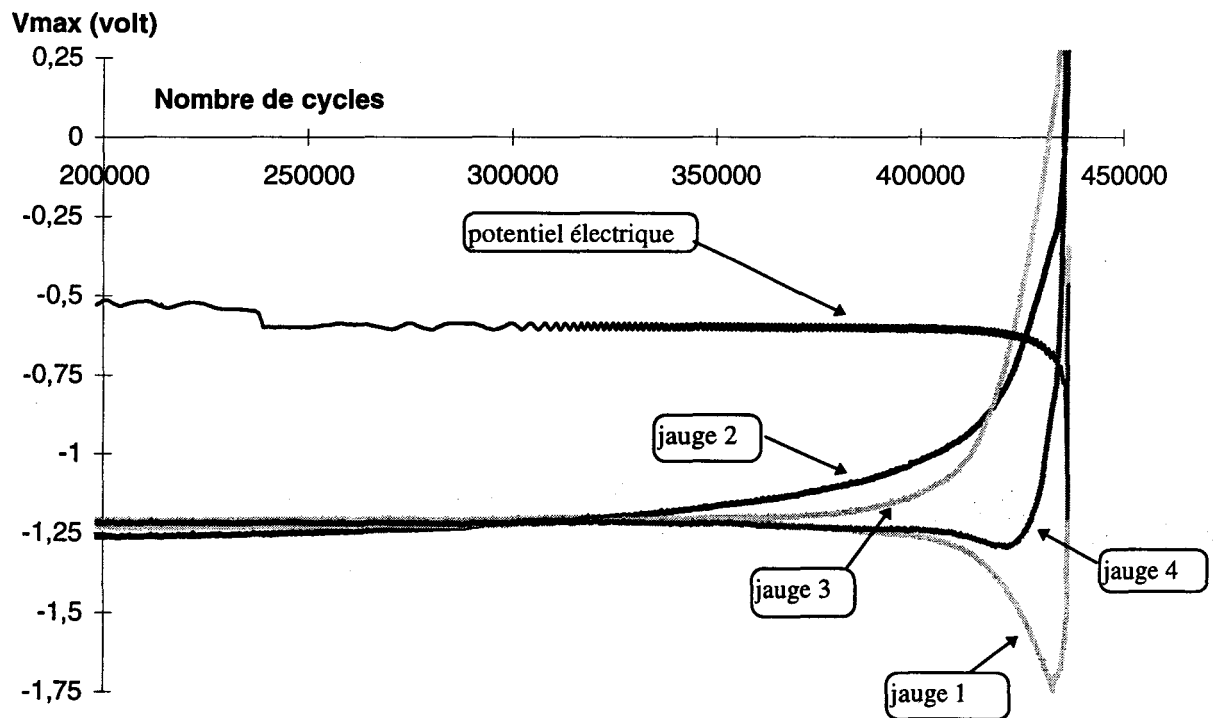 Vmax (volt)
0,25
Nombre de cycles
0
200000 250000 300000 350000 400000 450000
-0,25
potentiel électrique
-0,5
-0,75
jauge 2
-1
-1,25
jauge 3
jauge 4
-1,5
jauge 1
-1,75